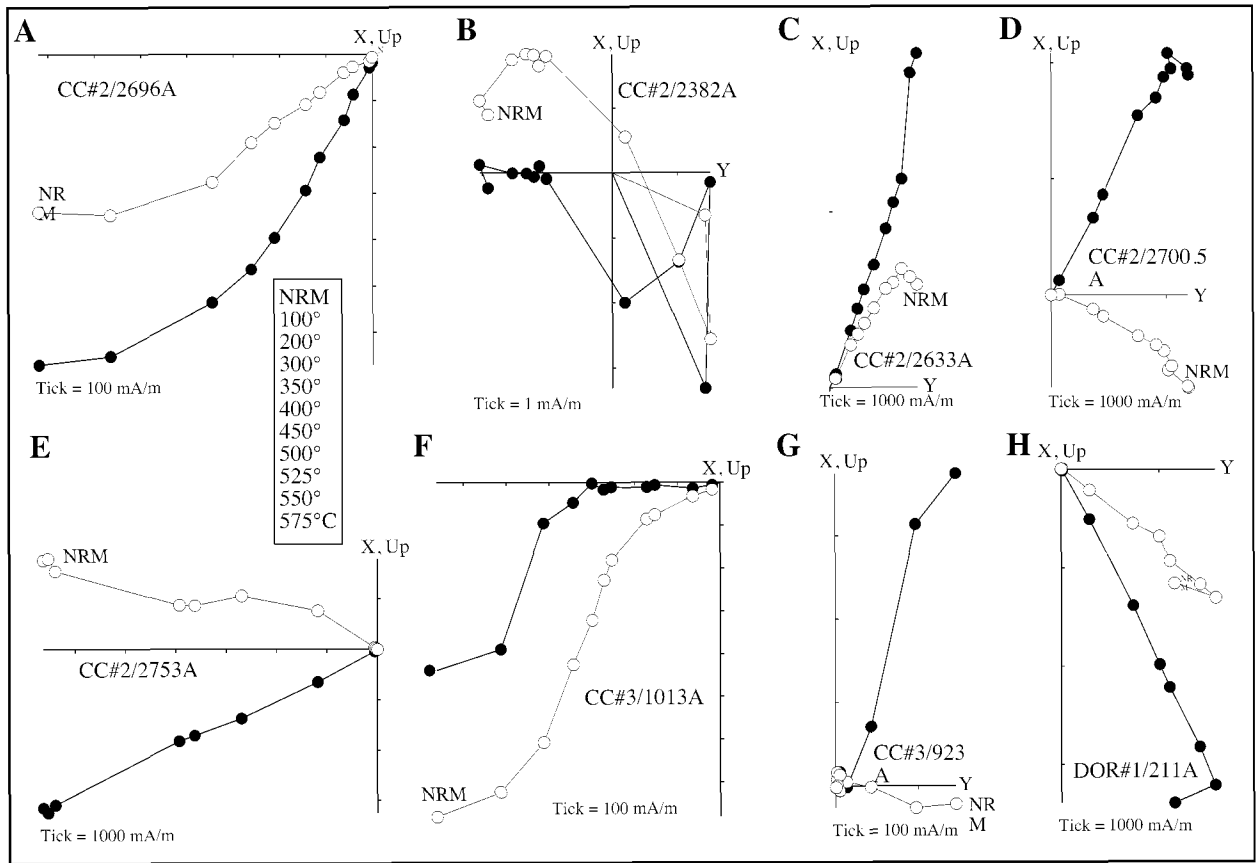 A
X, Up
N
CC#2/2696A
NR
M
Tick = 100 mA/m
B
X, Up
CC#2/2382A
NRM
Y
Tick = 1 mA/m
C
X, Up
NRM
CC#2/2633A
Y
Tick = 1000 mA/m
D
X, Up
CC#2/2700.5
A
Y
NRM
Tick = 1000 mA/m
NRM
100°
200°
300°
350°
400°
450°
500°
525°
550°
575°C
E
X, Up
NRM
CC#2/2753A
Tick = 1000 mA/m
F
X, Up
CC#3/1013A
NRM
Tick = 100 mA/m
G
X, Up
CC#3/923
A
Y
NR
M
Tick = 100 mA/m
H
X, Up
Y
NR
M
DOR#1/211A
Tick = 1000 mA/m